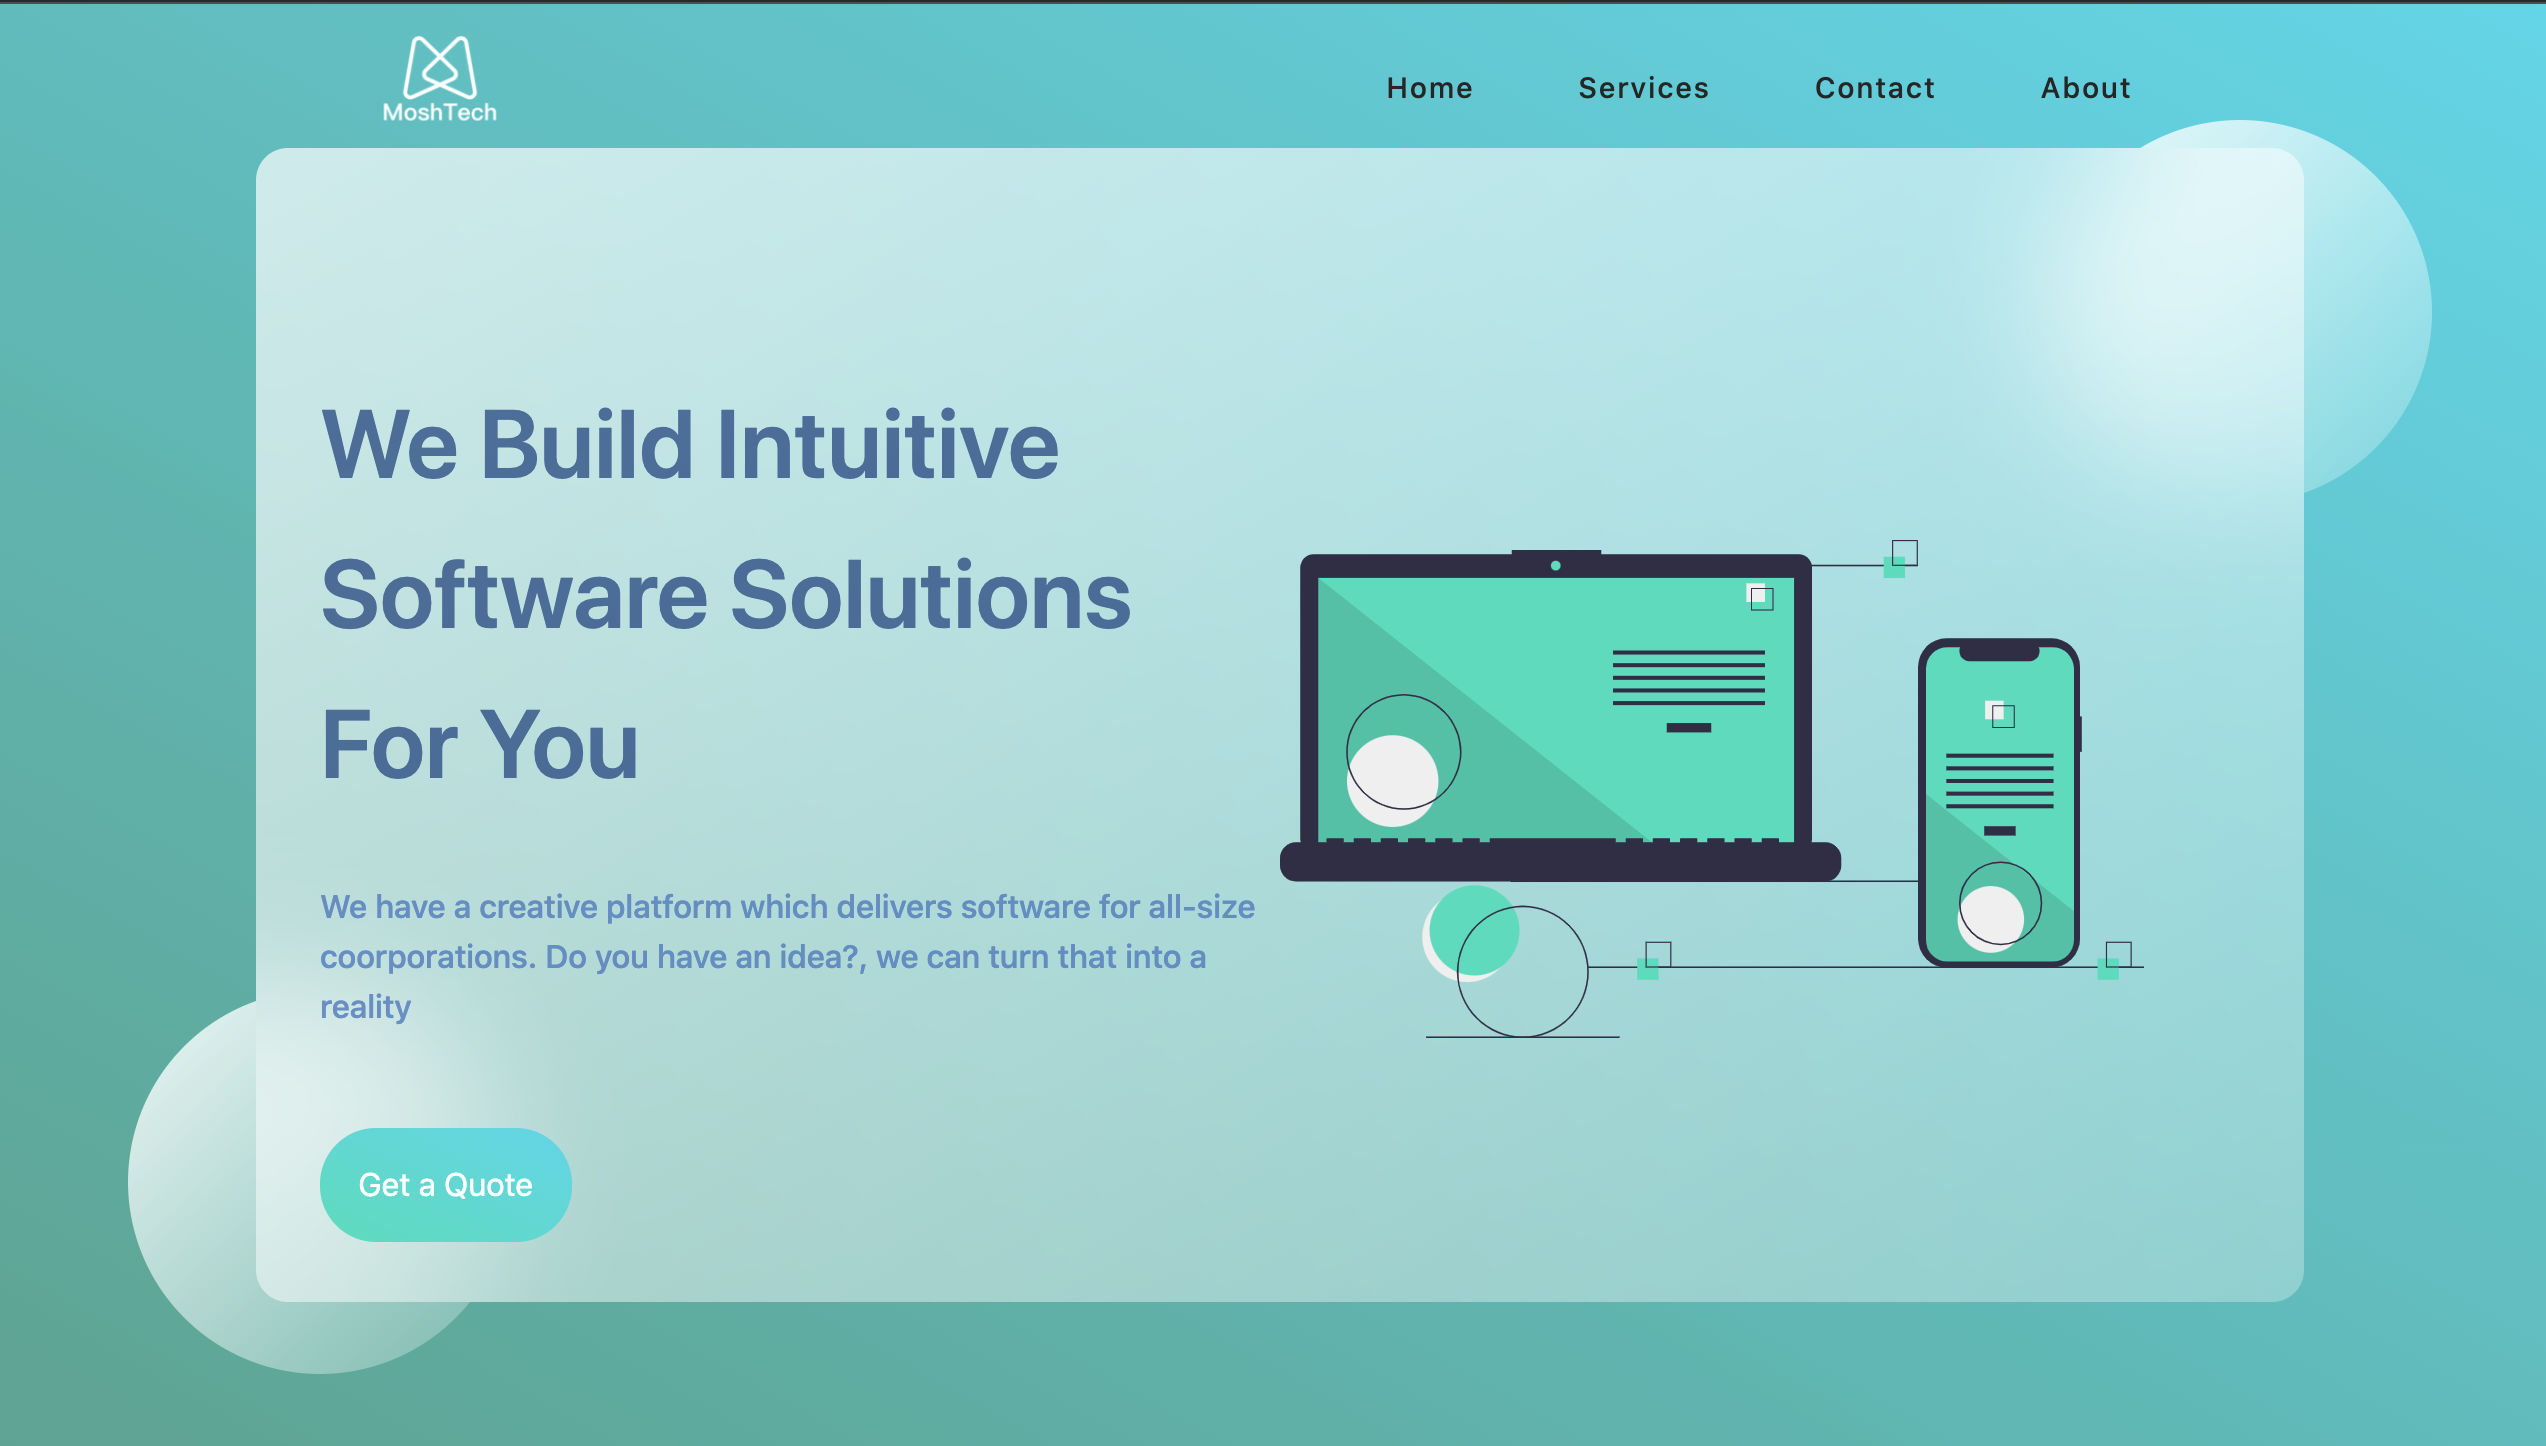 MoshTech
Home Services Contact About
We Build Intuitive
Software Solutions
For You
We have a creative platform which delivers software for all-size
coorporations. Do you have an idea?, we can turn that into a
reality
Get a Quote